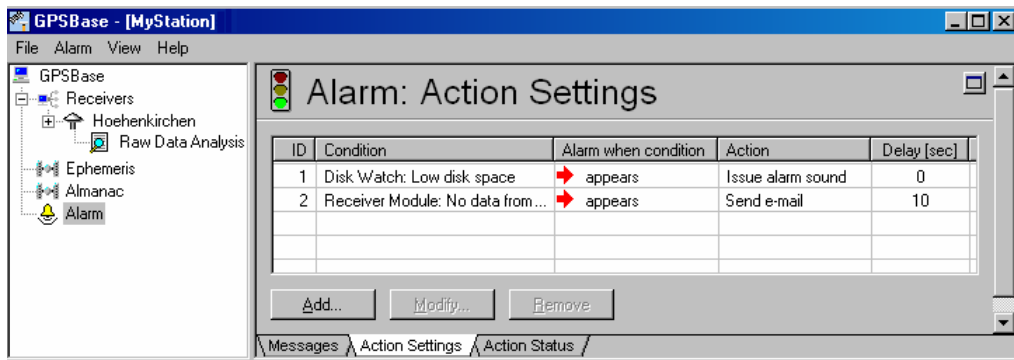 GPSBase - [MyStation]
File Alarm View Help
GPSBase
Receivers
Hoehenkirchen
Raw Data Analysis
Ephemeris
Almanac
Alarm
Alarm: Action Settings
ID Condition Alarm when condition Action Delay [sec]
1 Disk Watch: Low disk space appears Issue alarm sound 0
2 Receiver Module: No data from... appears Send e-mail 10
Add... Modify... Remove
Messages Action Settings Action Status